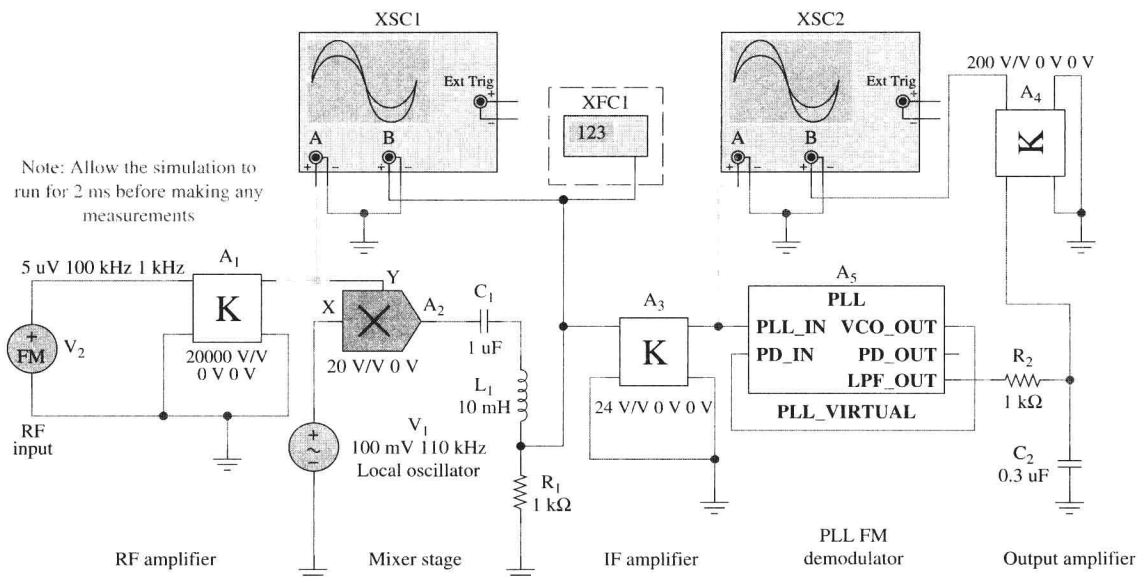 XSC1
XSC2
Ext Trig
+
−
A
B
+ − + −
XFC1
123
Ext Trig
+
−
A
B
+ − + −
200 V/V 0 V 0 V
A4
K
Note: Allow the simulation to
run for 2 ms before making any
measurements
5 uV 100 kHz 1 kHz
A1
K
20000 V/V
0 V 0 V
+
FM
V2
RF
input
Y
X
A2
20 V/V 0 V
C1
1 uF
L1
10 mH
V1
100 mV 110 kHz
Local oscillator
+
~
−
R1
1 kΩ
A3
K
24 V/V 0 V 0 V
A5
PLL
PLL_IN VCO_OUT
PD_IN PD_OUT
LPF_OUT
PLL_VIRTUAL
R2
1 kΩ
C2
0.3 uF
RF amplifier
Mixer stage
IF amplifier
PLL FM
demodulator
Output amplifier